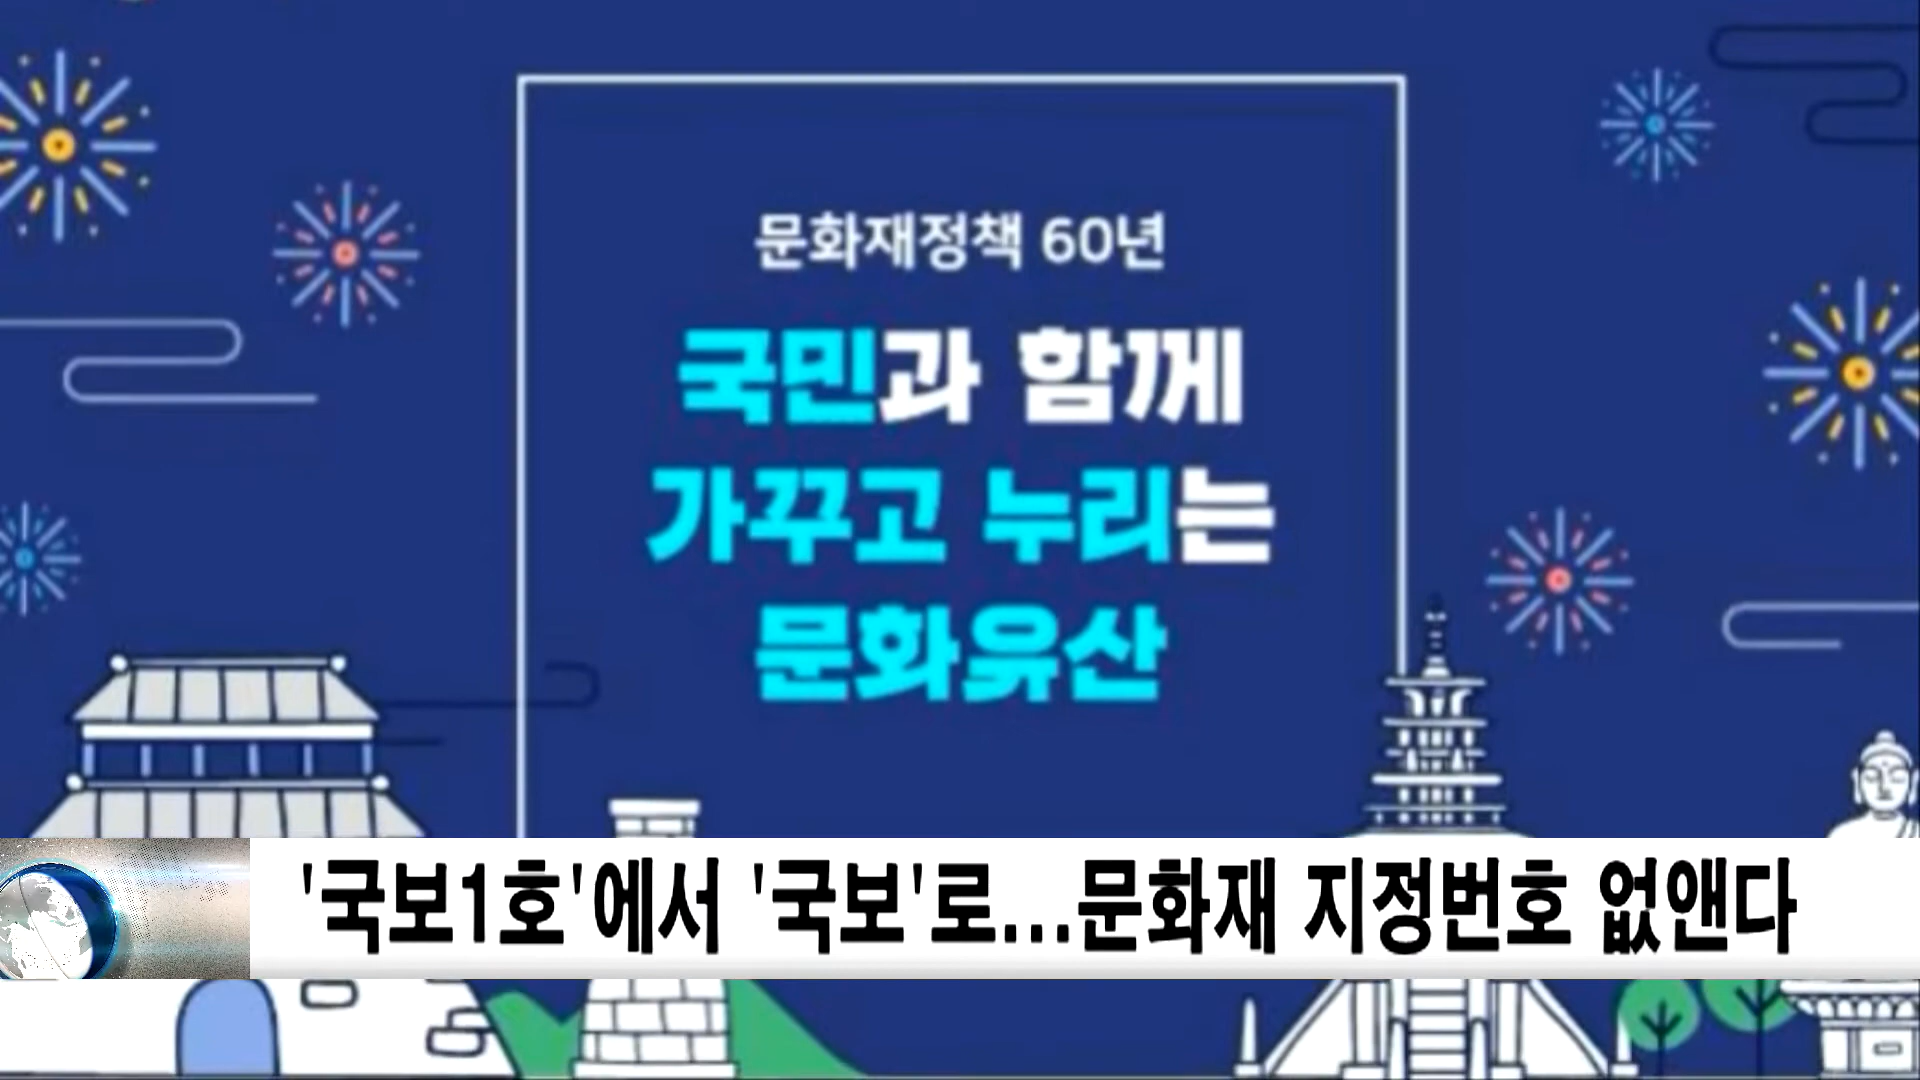 문화재정책 60년
국민과 함께
가꾸고 누리는
문화유산
'국보1호'에서 '국보'로...문화재 지정번호 없앤다